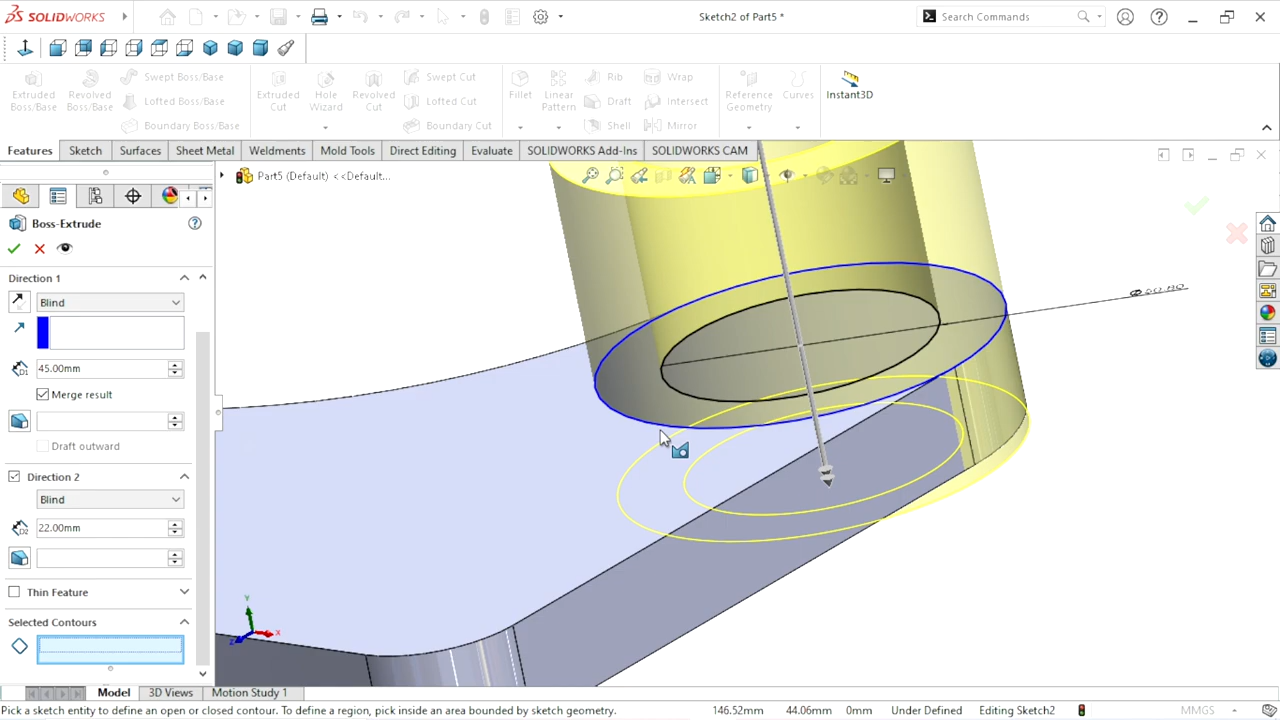 SOLIDWORKS
Sketch2 of Part5 *
Search Commands
Extruded Boss/Base
Revolved Boss/Base
Swept Boss/Base
Lofted Boss/Base
Boundary Boss/Base
Extruded Cut
Hole Wizard
Revolved Cut
Swept Cut
Lofted Cut
Boundary Cut
Fillet
Linear Pattern
Rib
Draft
Shell
Wrap
Intersect
Mirror
Reference Geometry
Curves
Instant3D
Features
Sketch
Surfaces
Sheet Metal
Weldments
Mold Tools
Direct Editing
Evaluate
SOLIDWORKS Add-Ins
SOLIDWORKS CAM
Part5 (Default) <<Default...
Boss-Extrude
Direction 1
Blind
D1
45.00mm
Merge result
Draft outward
Direction 2
Blind
D2
22.00mm
Thin Feature
Selected Contours
Y
X
Z
Model
3D Views
Motion Study 1
Pick a sketch entity to define an open or closed contour. To define a region, pick inside an area bounded by sketch geometry.
146.52mm
44.06mm
0mm
Under Defined
Editing Sketch2
MMGS